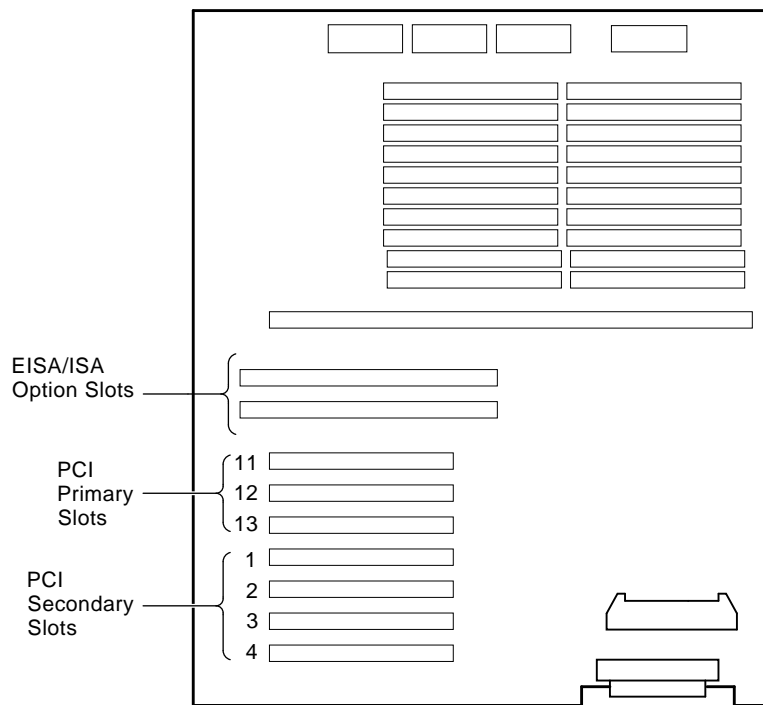 EISA/ISA
Option Slots
PCI
Primary
Slots
11
12
13
PCI
Secondary
Slots
1
2
3
4